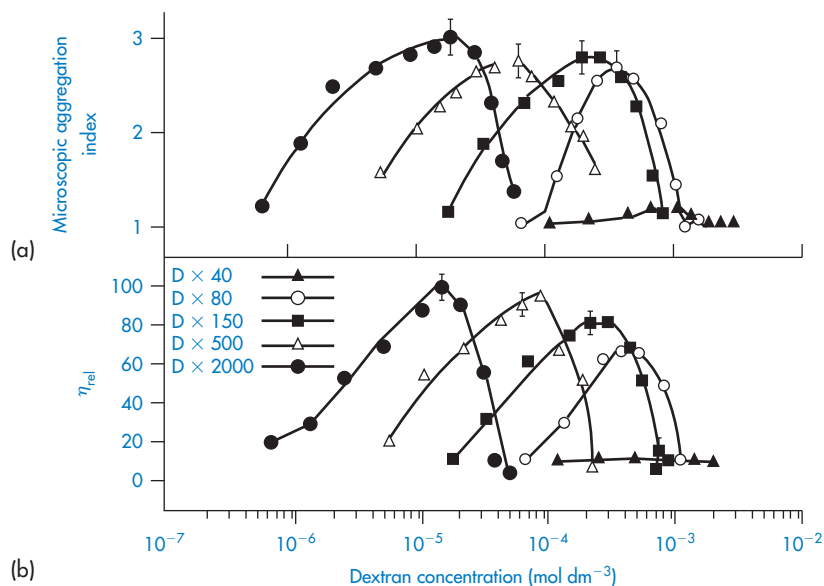 3
2
1
Microscopic aggregation
index
(a)
D × 40
D × 80
D × 150
D × 500
D × 2000
100
80
60
40
20
0
ηrel
10⁻⁷
10⁻⁶
10⁻⁵
10⁻⁴
10⁻³
10⁻²
(b)
Dextran concentration (mol dm⁻³)